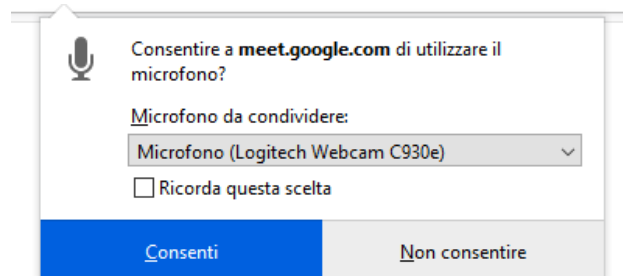 Consentire a meet.google.com di utilizzare il
microfono?
Microfono da condividere:
Microfono (Logitech Webcam C930e)
Ricorda questa scelta
Consenti
Non consentire